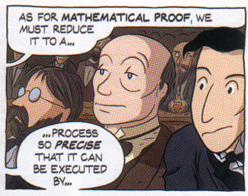 AS FOR MATHEMATICAL PROOF, WE
MUST REDUCE
IT TO A...
...PROCESS
SO PRECISE
THAT IT CAN
BE EXECUTED
BY...